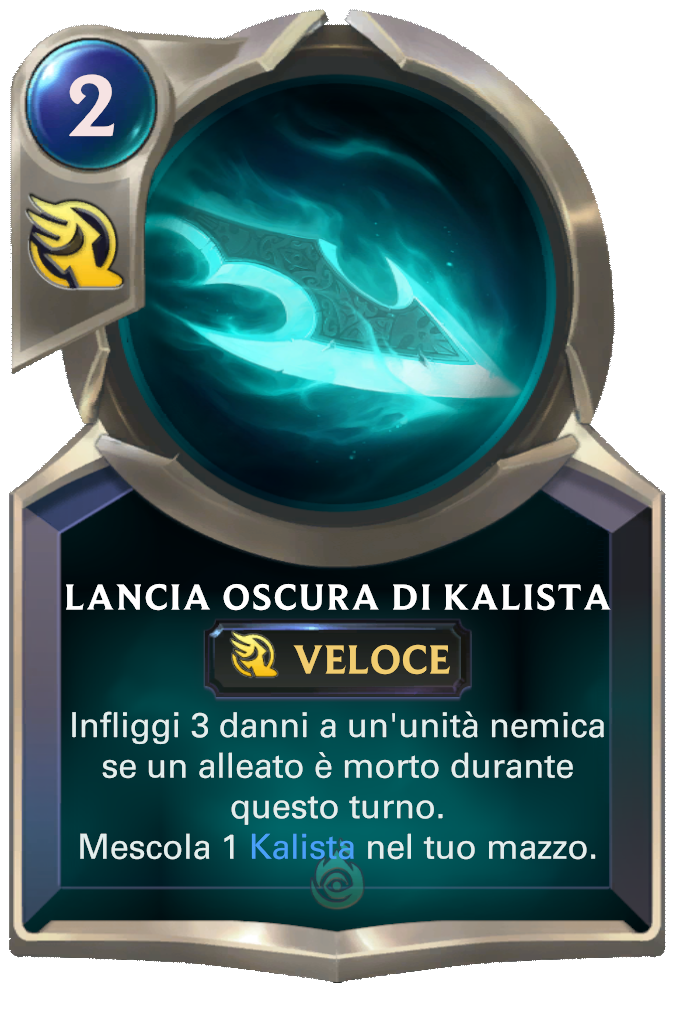 2
LANCIA OSCURA DI KALISTA
VELOCE
Infliggi 3 danni a un'unità nemica
se un alleato è morto durante
questo turno.
Mescola 1 Kalista nel tuo mazzo.